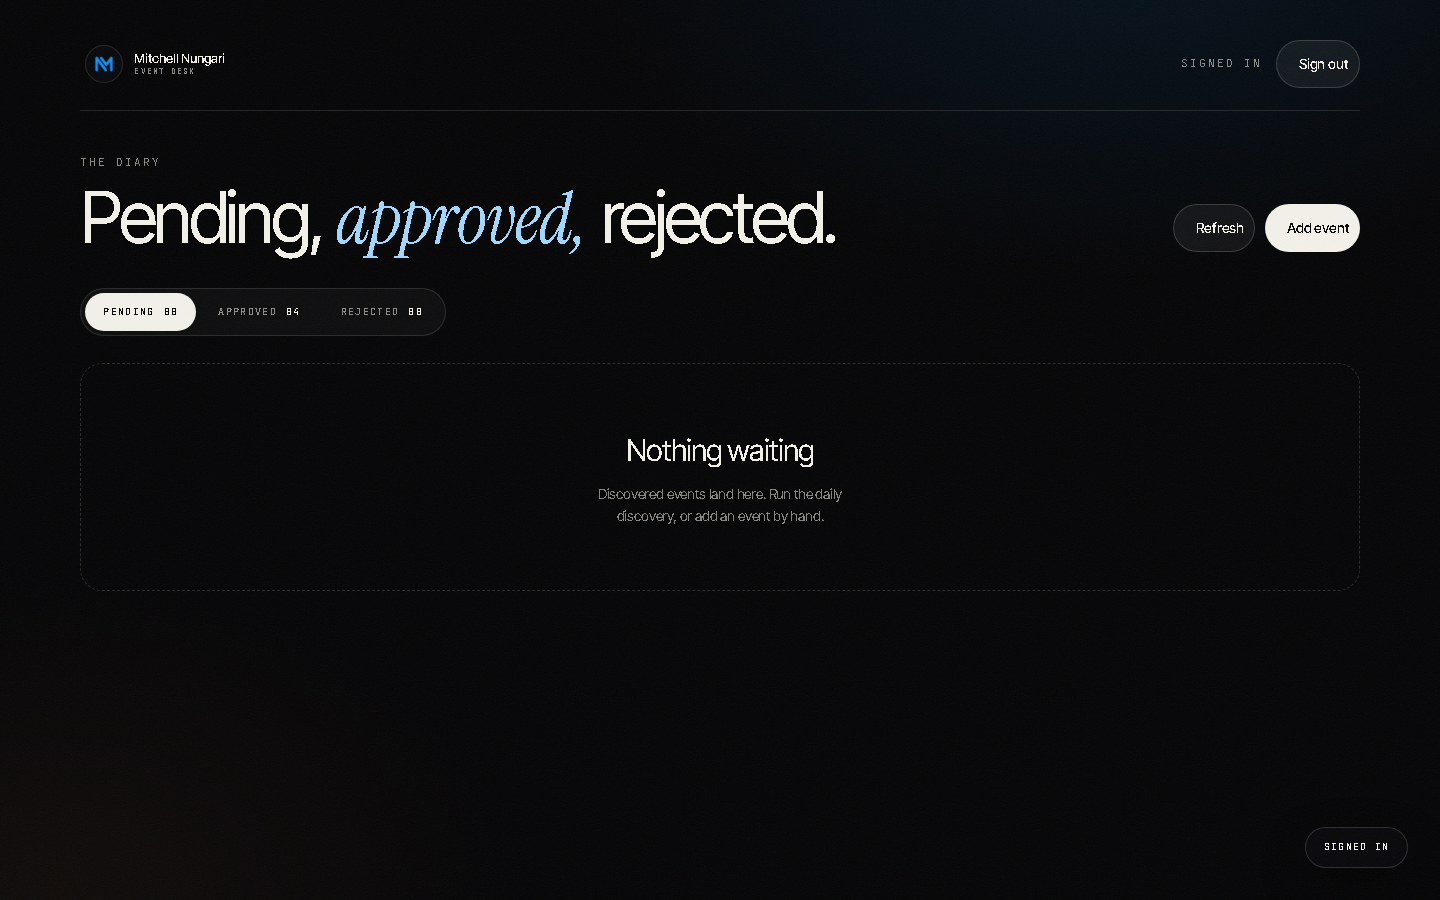 Mitchell Nungari
EVENT DESK
SIGNED IN
Sign out
THE DIARY
Pending, approved, rejected.
Refresh
Add event
PENDING 00
APPROVED 04
REJECTED 00
Nothing waiting
Discovered events land here. Run the daily
discovery, or add an event by hand.
SIGNED IN